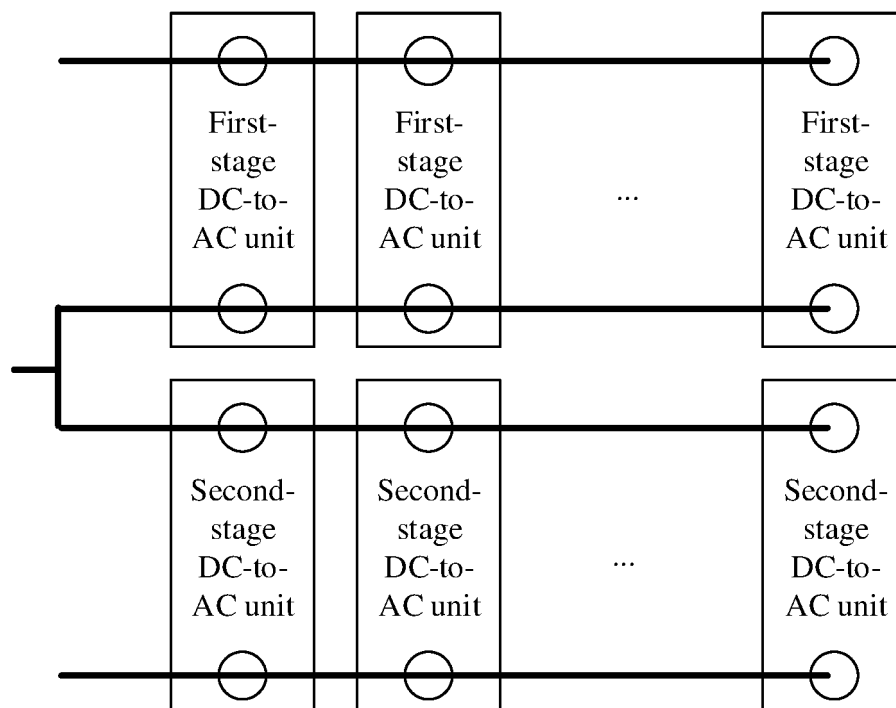 First-
stage
DC-to-
AC unit
First-
stage
DC-to-
AC unit
...
First-
stage
DC-to-
AC unit
Second-
stage
DC-to-
AC unit
Second-
stage
DC-to-
AC unit
...
Second-
stage
DC-to-
AC unit